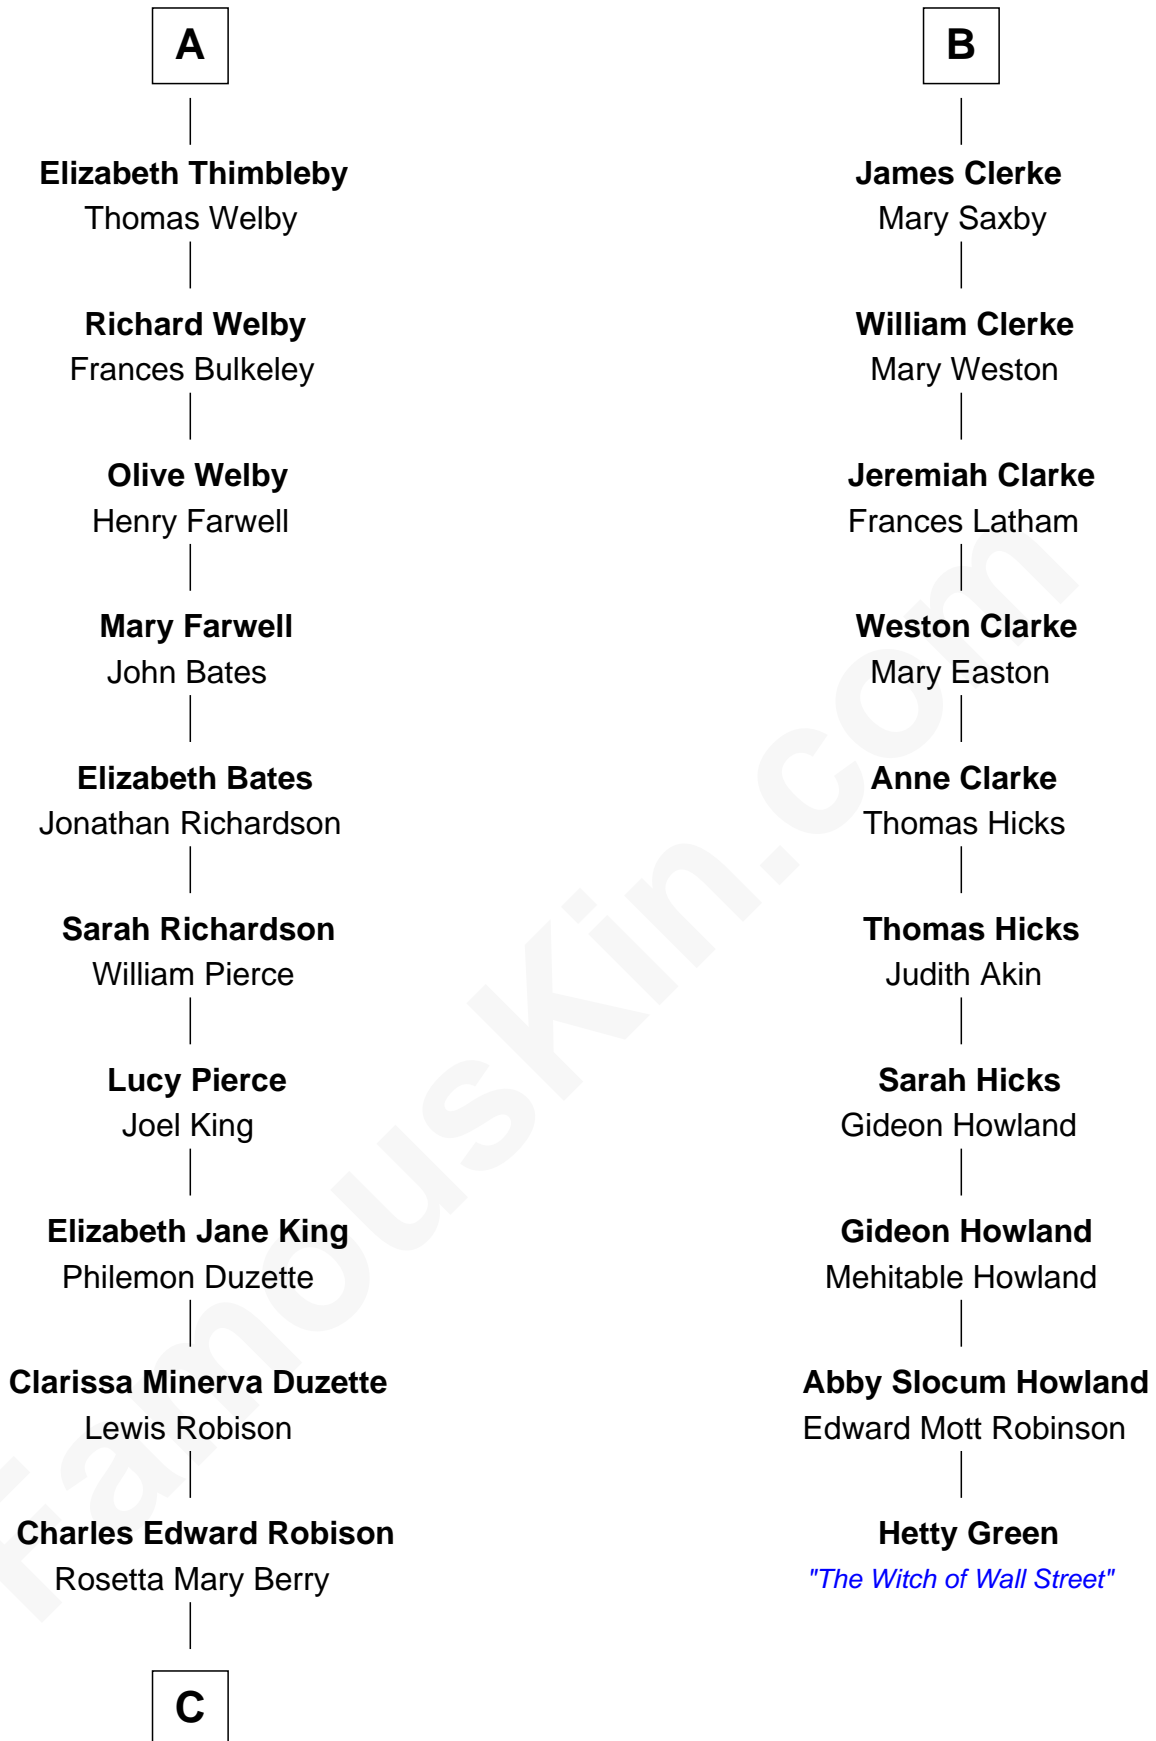 A
Elizabeth Thimbleby
Thomas Welby
Richard Welby
Frances Bulkeley
Olive Welby
Henry Farwell
Mary Farwell
John Bates
Elizabeth Bates
Jonathan Richardson
Sarah Richardson
William Pierce
Lucy Pierce
Joel King
Elizabeth Jane King
Philemon Duzette
Clarissa Minerva Duzette
Lewis Robison
Charles Edward Robison
Rosetta Mary Berry
C
B
James Clerke
Mary Saxby
William Clerke
Mary Weston
Jeremiah Clarke
Frances Latham
Weston Clarke
Mary Easton
Anne Clarke
Thomas Hicks
Thomas Hicks
Judith Akin
Sarah Hicks
Gideon Howland
Gideon Howland
Mehitable Howland
Abby Slocum Howland
Edward Mott Robinson
Hetty Green
"The Witch of Wall Street"
FamousKin.com